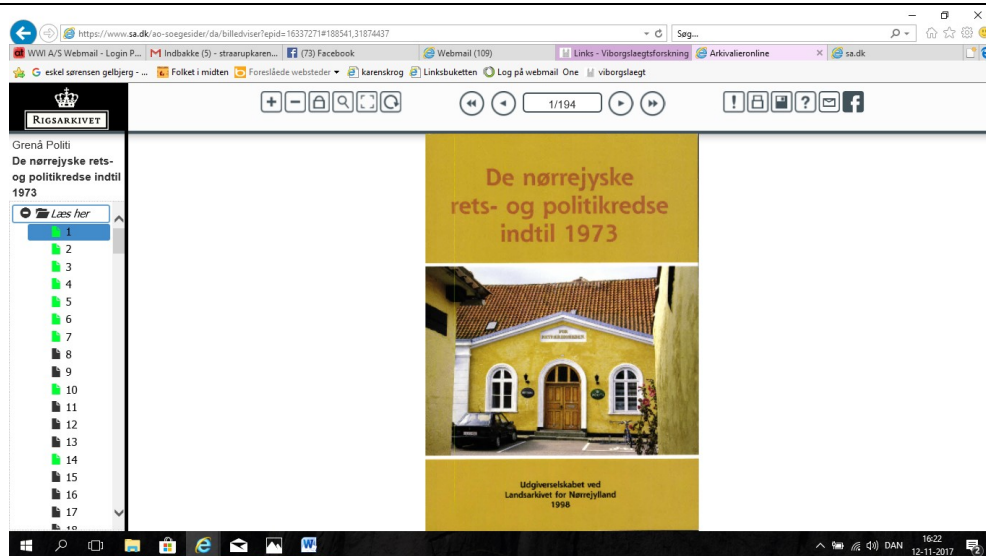 https://www.sa.dk/ao-soegesider/da/billedviser?epid=16337271#188541,31874437
Søg...
WWI A/S Webmail - Login P...
Indbakke (5) - straarupkaren...
(73) Facebook
Webmail (109)
Links - Viborgslaegtsforskning
Arkivalieronline
sa.dk
eskel sørensen gelbjerg - ...
Folket i midten
Foreslåede websteder
karenskrog
Linksbuketten
Log på webmail One
viborgslaegt
RIGSARKIVET
1/194
Grenå Politi
De nørrejyske rets-
og politikredse indtil
1973
Læs her
1
2
3
4
5
6
7
8
9
10
11
12
13
14
15
16
17
18
De nørrejyske
rets- og politikredse
indtil 1973
Udgiverselskabet ved
Landsarkivet for Nørrejylland
1998
DAN
16:22
12-11-2017